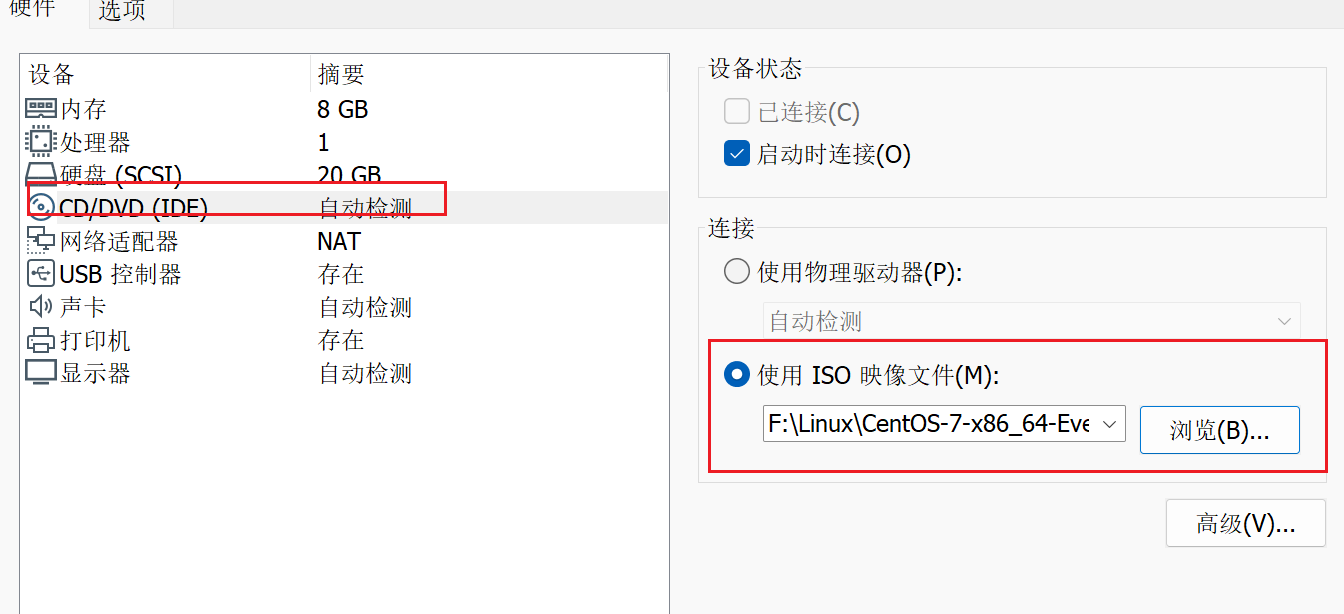 硬件 选项
设备 摘要
内存 8 GB
处理器 1
硬盘 (SCSI) 20 GB
CD/DVD (IDE) 自动检测
网络适配器 NAT
USB 控制器 存在
声卡 自动检测
打印机 存在
显示器 自动检测
设备状态
已连接(C)
启动时连接(O)
连接
使用物理驱动器(P):
自动检测
使用 ISO 映像文件(M):
F:\Linux\CentOS-7-x86_64-Eve
浏览(B)...
高级(V)...